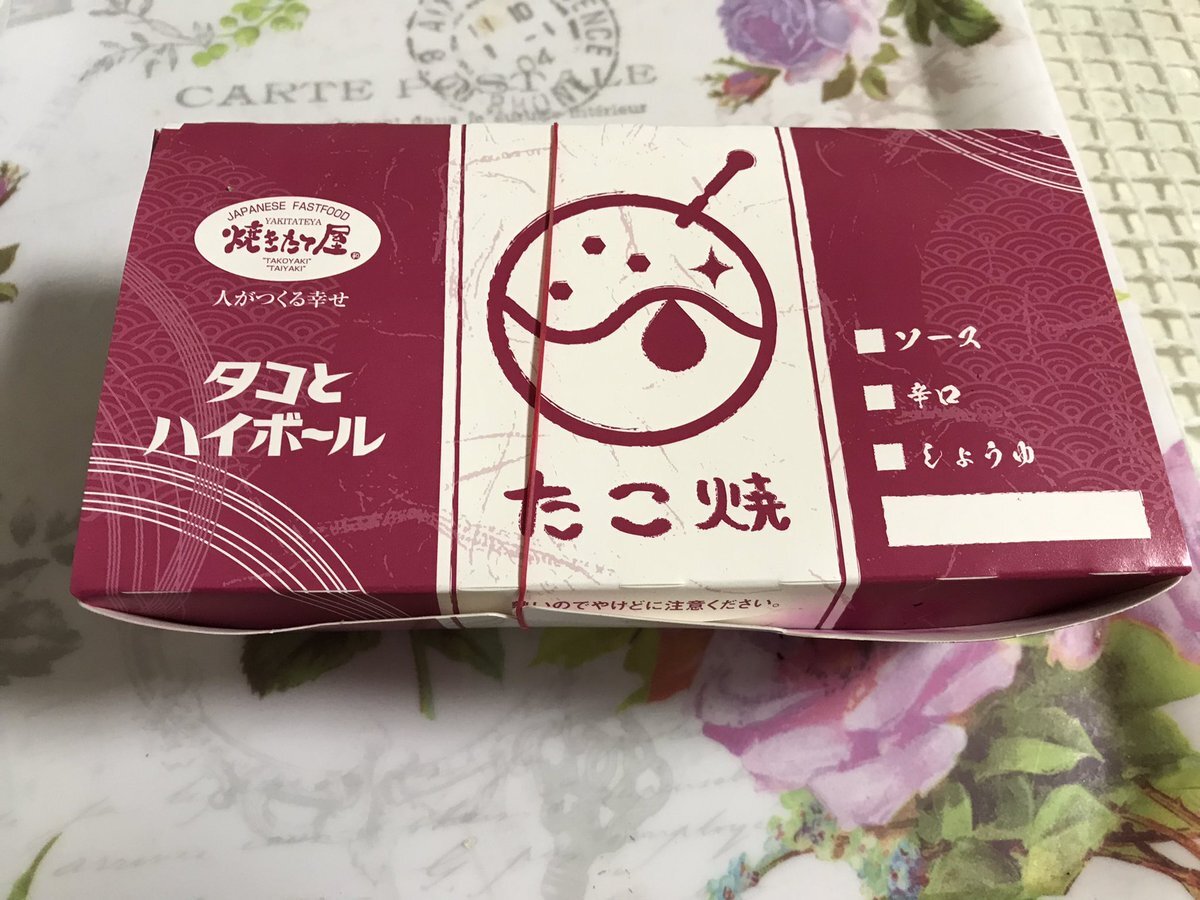 CARTE POSTALE
JAPANESE FASTFOOD
YAKITATEYA
焼きたて屋
"TAKOYAKI"
"TAIYAKI"
人がつくる幸せ
タコと
ハイボール
たこ焼
ソース
辛口
しょうゆ
いのでやけどに注意ください。